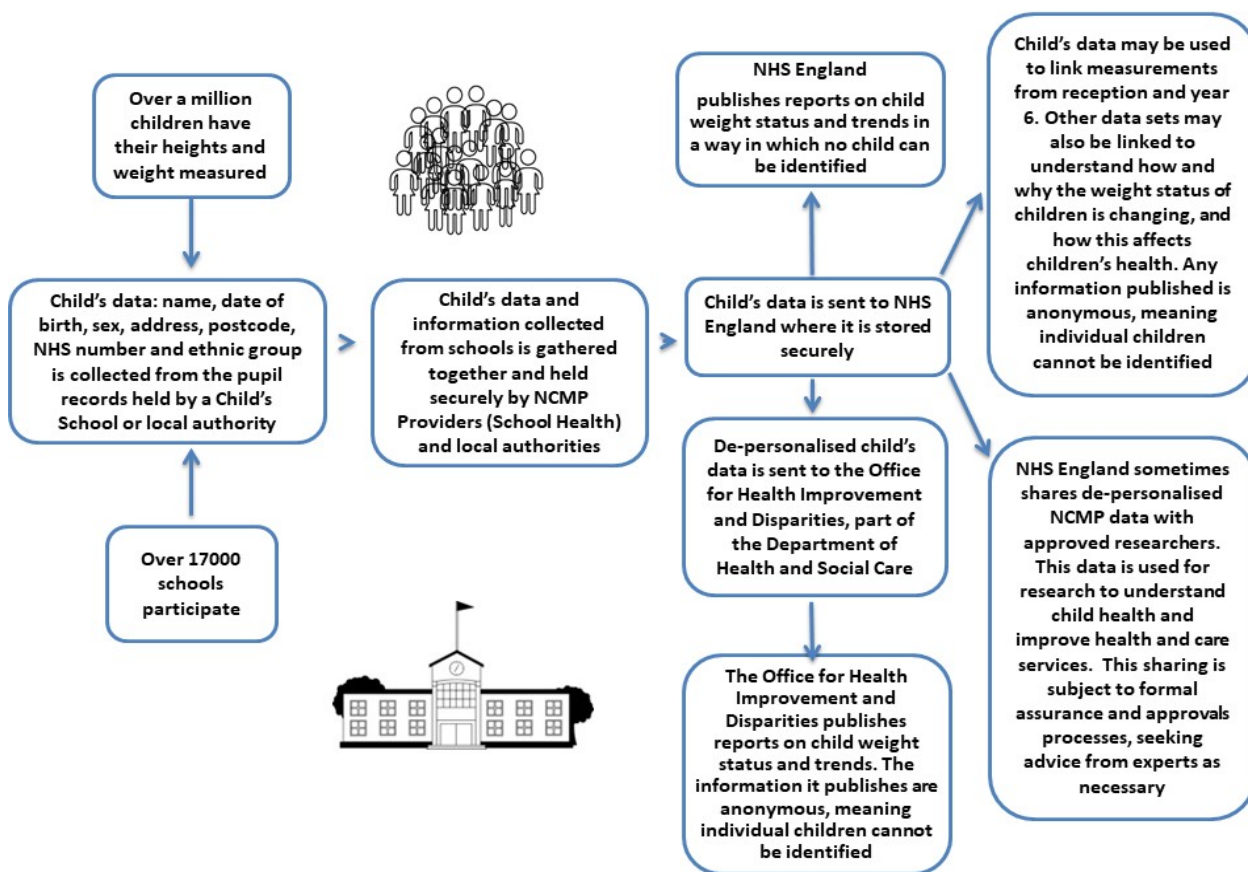 Over a million
children have
their heights and
weight measured
Child's data: name, date of
birth, sex, address, postcode,
NHS number and ethnic group
is collected from the pupil
records held by a Child's
School or local authority
Over 17000
schools
participate
Child's data and
information collected
from schools is gathered
together and held
securely by NCMP
Providers (School Health)
and local authorities
NHS England
publishes reports on child
weight status and trends in
a way in which no child can
be identified
Child's data is sent to NHS
England where it is stored
securely
De-personalised child's
data is sent to the Office
for Health Improvement
and Disparities, part of
the Department of
Health and Social Care
The Office for Health
Improvement and
Disparities publishes
reports on child weight
status and trends. The
information it publishes are
anonymous, meaning
individual children cannot
be identified
Child's data may be used
to link measurements
from reception and year
6. Other data sets may
also be linked to
understand how and
why the weight status of
children is changing, and
how this affects
children's health. Any
information published is
anonymous, meaning
individual children
cannot be identified
NHS England sometimes
shares de-personalised
NCMP data with
approved researchers.
This data is used for
research to understand
child health and
improve health and care
services. This sharing is
subject to formal
assurance and approvals
processes, seeking
advice from experts as
necessary